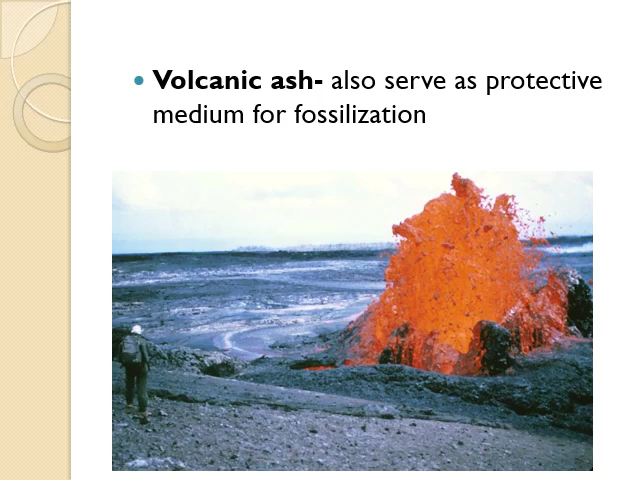 Volcanic ash- also serve as protective
medium for fossilization